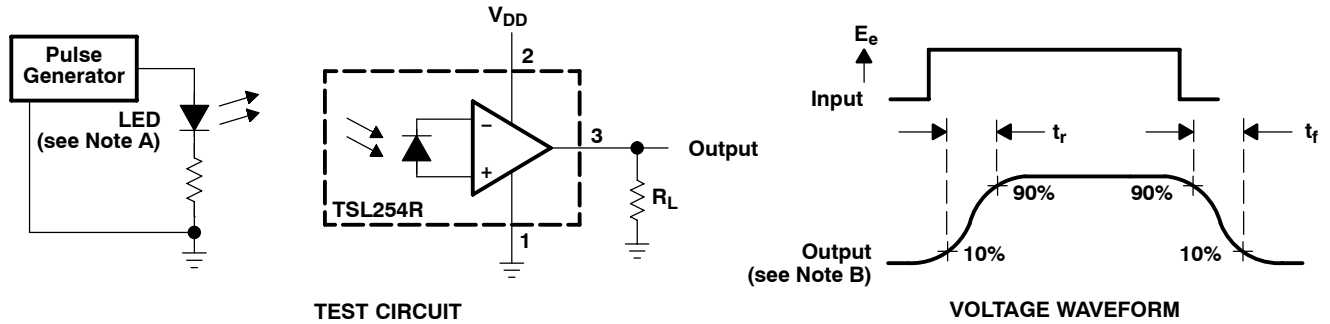 Pulse
Generator
LED
(see Note A)
VDD
2
−
+
3
Output
RL
TSL254R
1
TEST CIRCUIT
Ee
Input
tr
tf
90%
90%
Output
(see Note B)
10%
10%
VOLTAGE WAVEFORM